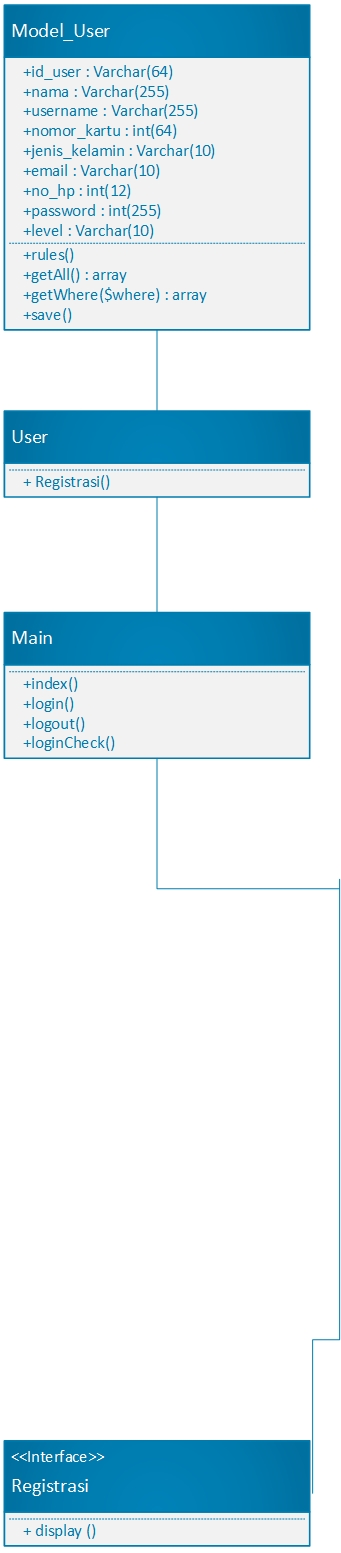 Model_User
+id_user : Varchar(64)
+nama : Varchar(255)
+username : Varchar(255)
+nomor_kartu : int(64)
+jenis_kelamin : Varchar(10)
+email : Varchar(10)
+no_hp : int(12)
+password : int(255)
+level : Varchar(10)
+rules()
+getAll() : array
+getWhere($where) : array
+save()
User
+ Registrasi()
Main
+index()
+login()
+logout()
+loginCheck()
<<Interface>>
Registrasi
+ display ()